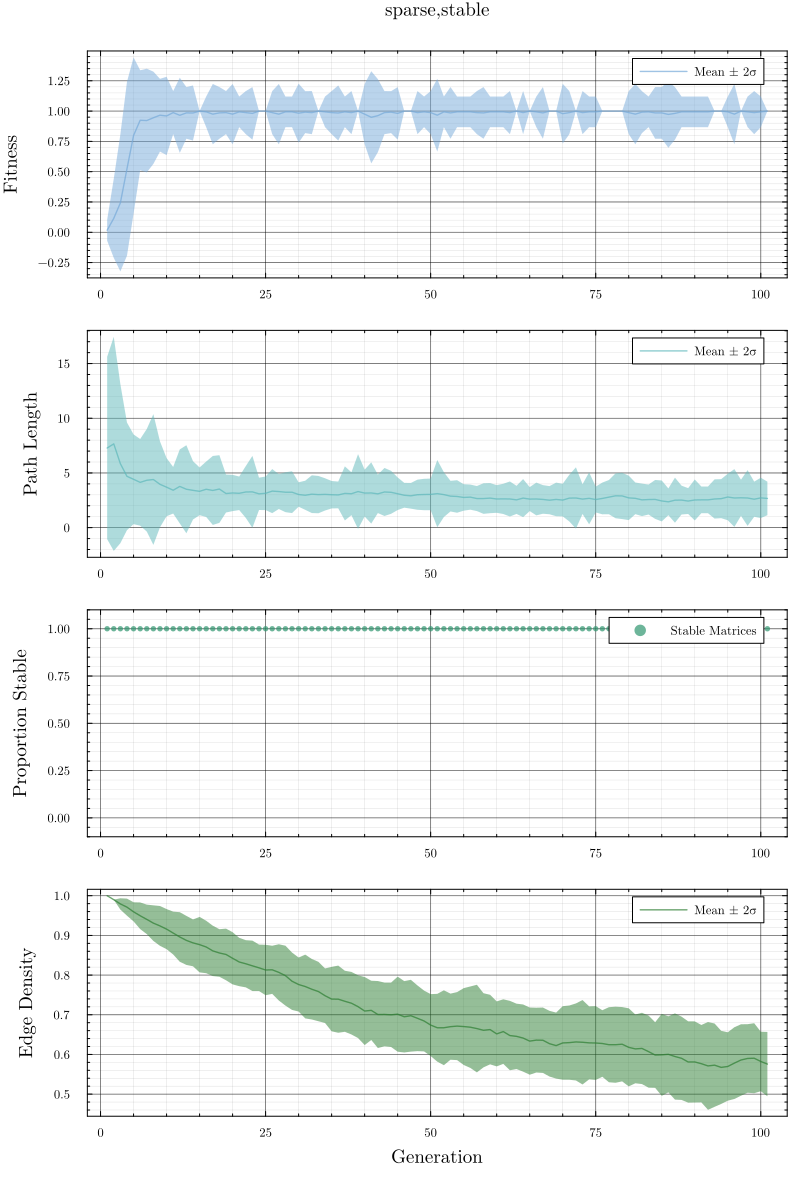 sparse,stable
Fitness
1.25
1.00
0.75
0.50
0.25
0.00
−0.25
Mean ± 2σ
0 25 50 75 100
Path Length
15
10
5
0
Mean ± 2σ
0 25 50 75 100
Proportion Stable
1.00
0.75
0.50
0.25
0.00
Stable Matrices
0 25 50 75 100
Edge Density
1.0
0.9
0.8
0.7
0.6
0.5
Mean ± 2σ
0 25 50 75 100
Generation